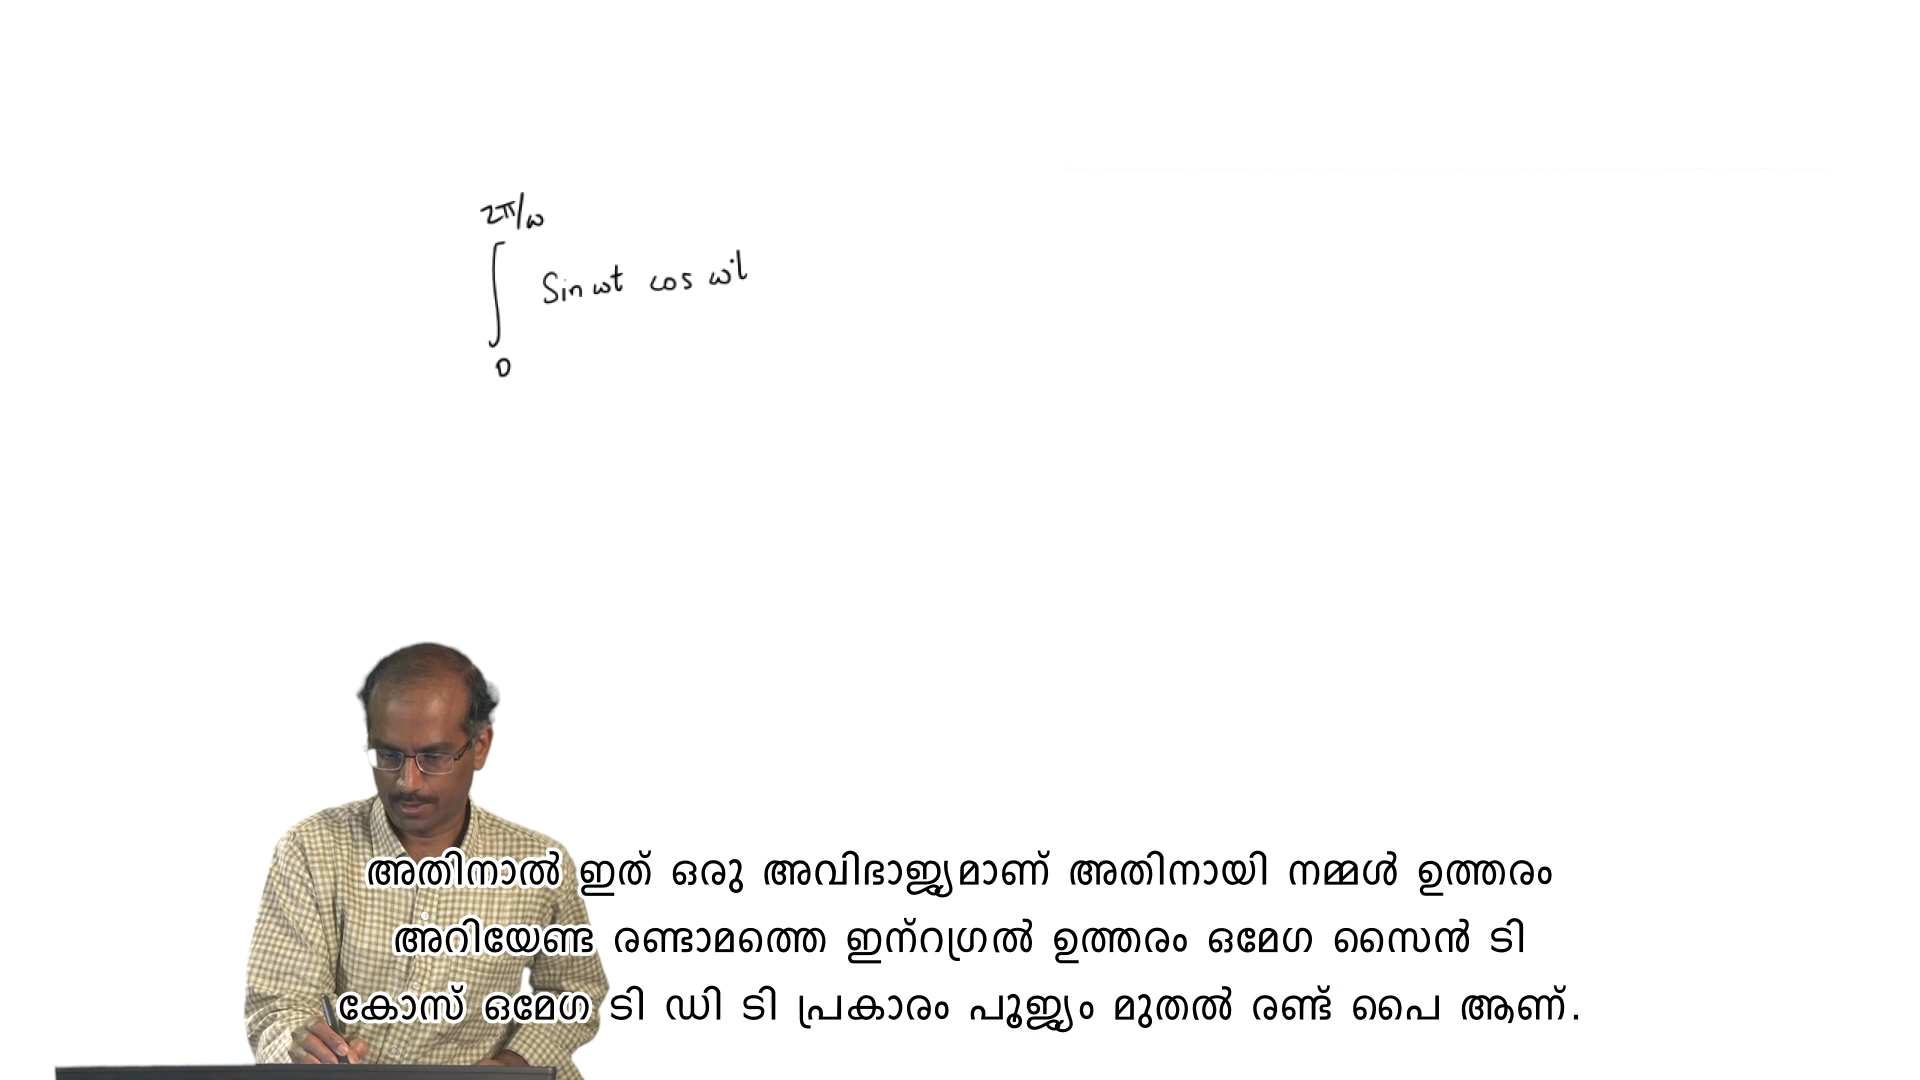 2π/ω
∫ Sin ωt cos ωt
0
അതിനാൽ ഇത് ഒരു അവിഭാജ്യമാണ് അതിനായി നമ്മൾ ഉത്തരം
അറിയേണ്ട രണ്ടാമത്തെ ഇന്റഗ്രൽ ഉത്തരം ഒമേഗ സൈൻ ടി
കോസ് ഒമേഗ ടി ഡി ടി പ്രകാരം പൂജ്യം മുതൽ രണ്ട് പൈ ആണ്.